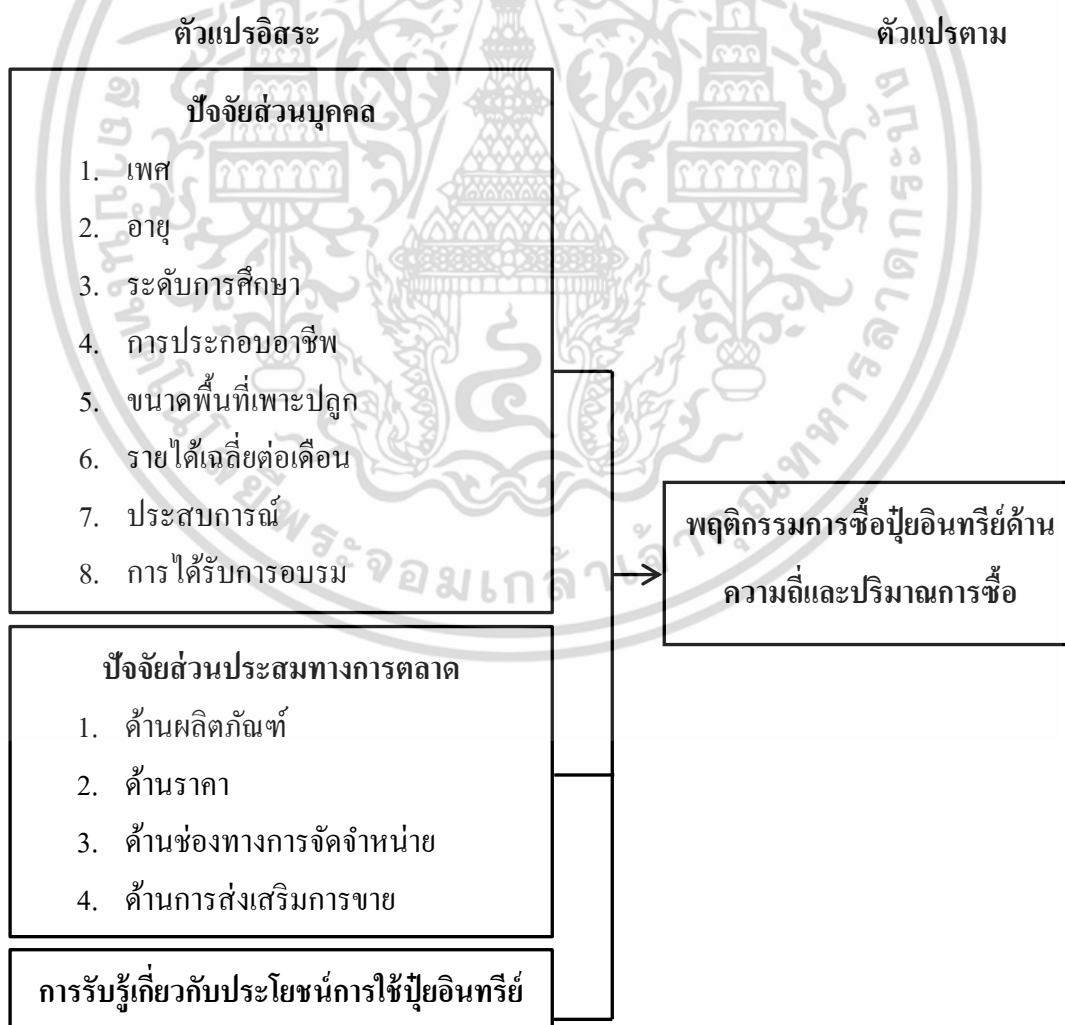 ตัวแปรอิสระ
ตัวแปรตาม
ปัจจัยส่วนบุคคล
1. เพศ
2. อายุ
3. ระดับการศึกษา
4. การประกอบอาชีพ
5. ขนาดพื้นที่เพาะปลูก
6. รายได้เฉลี่ยต่อเดือน
7. ประสบการณ์
8. การได้รับการอบรม
ปัจจัยส่วนประสมทางการตลาด
1. ด้านผลิตภัณฑ์
2. ด้านราคา
3. ด้านช่องทางการจัดจำหน่าย
4. ด้านการส่งเสริมการขาย
การรับรู้เกี่ยวกับประโยชน์การใช้ปุ๋ยอินทรีย์
พฤติกรรมการซื้อปุ๋ยอินทรีย์ด้าน
ความถี่และปริมาณการซื้อ